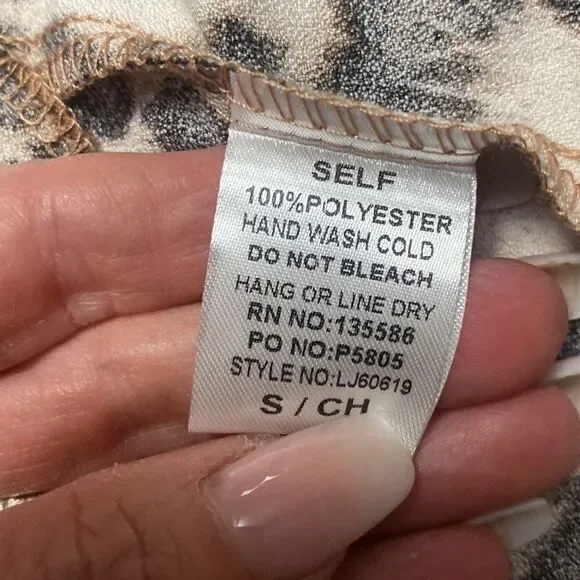 SELF
100%POLYESTER
HAND WASH COLD
DO NOT BLEACH
HANG OR LINE DRY
RN NO:135586
PO NO:P5805
STYLE NO:LJ60619
S / CH